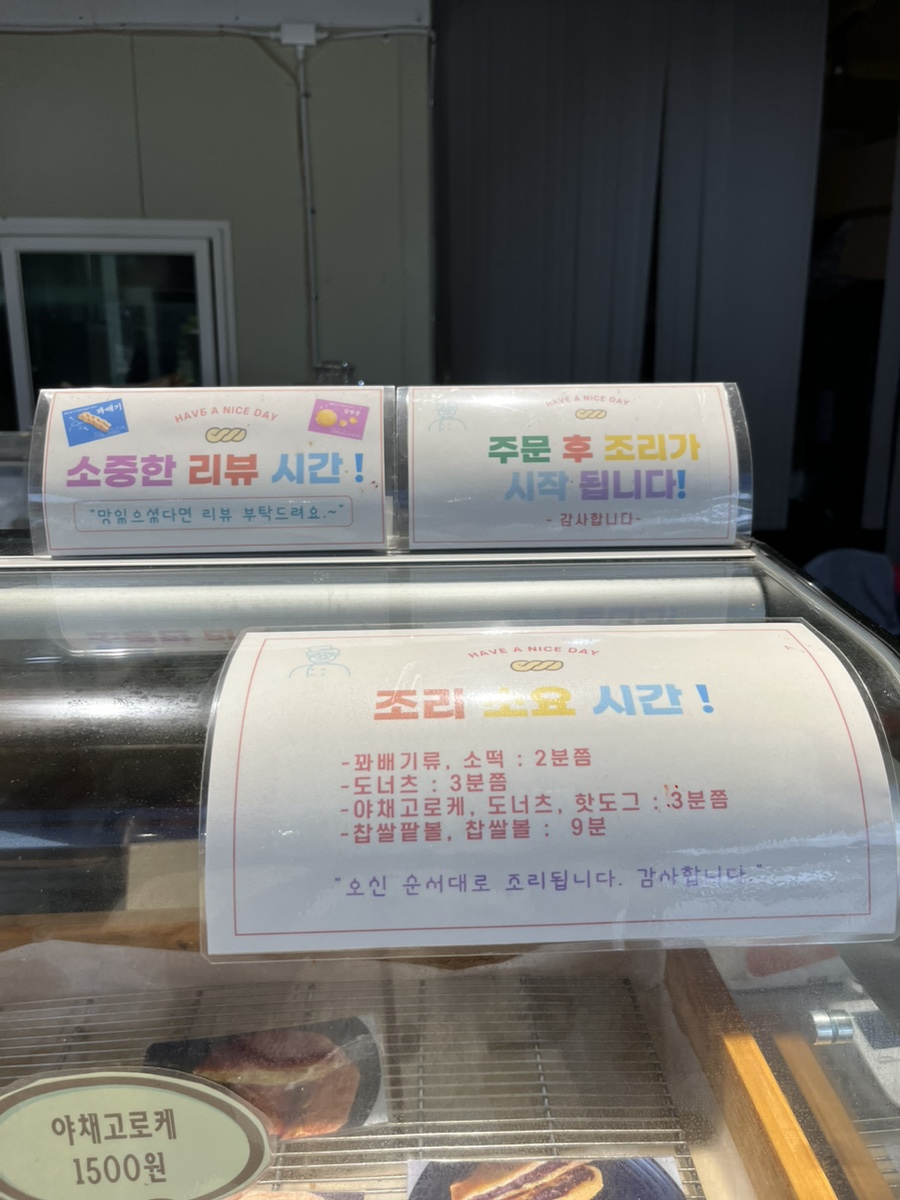 꽈배기
HAVE A NICE DAY
소중한 리뷰 시간 !
"맛있으셨다면 리뷰 부탁드려요.~"
HAVE A NICE DAY
주문 후 조리가
시작 됩니다!
- 감사합니다-
HAVE A NICE DAY
조리 소요 시간 !
-꽈배기류, 소떡 : 2분쯤
-도너츠 : 3분쯤
-야채고로케, 도너츠, 핫도그 : 3분쯤
-찹쌀팥볼, 찹쌀볼 : 9분
"오신 순서대로 조리됩니다. 감사합니다."
야채고로케
1500원